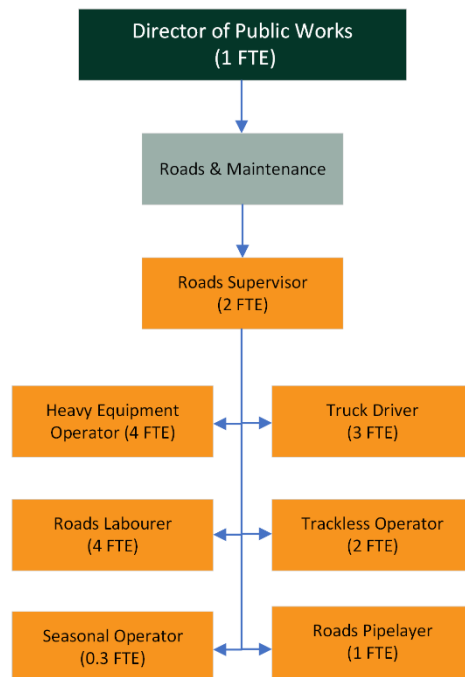 Director of Public Works
(1 FTE)
Roads & Maintenance
Roads Supervisor
(2 FTE)
Heavy Equipment
Operator (4 FTE)
Truck Driver
(3 FTE)
Roads Labourer
(4 FTE)
Trackless Operator
(2 FTE)
Seasonal Operator
(0.3 FTE)
Roads Pipelayer
(1 FTE)